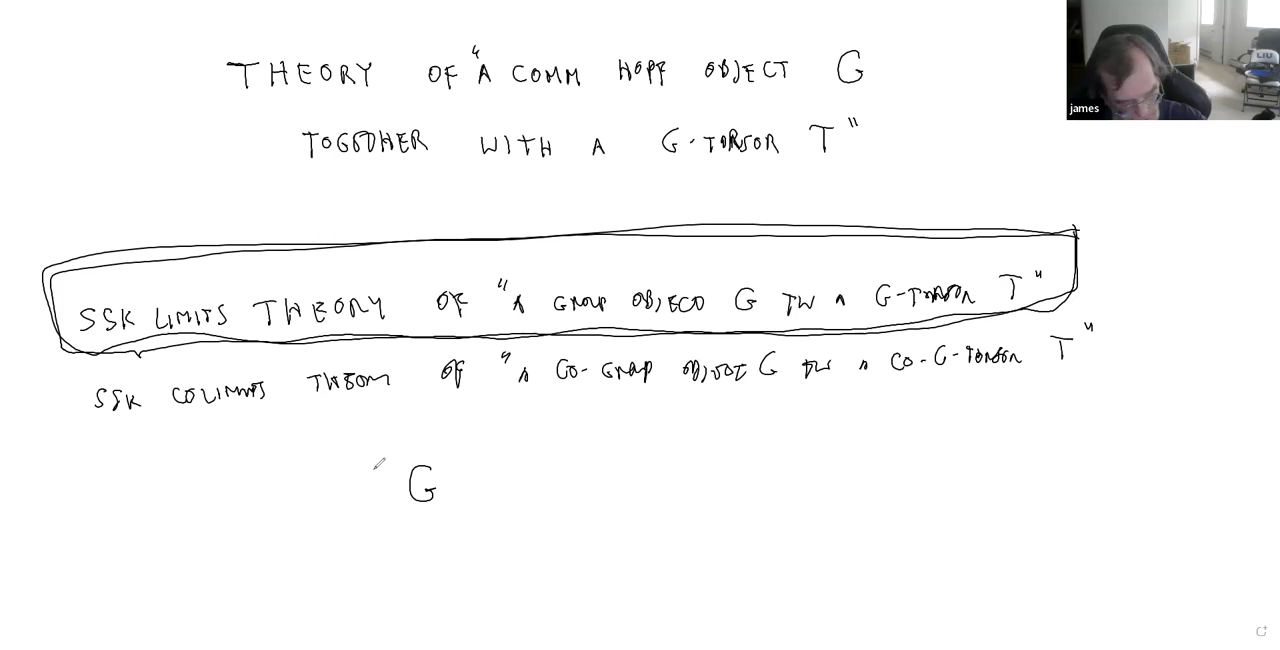 THEORY OF "A COMM HOPF OBJECT G
TOGETHER WITH A G-TORSOR T"
SSK LIMITS THEORY OF "A GROUP OBJECT G TW A G-TORSOR T"
SSK COLIMITS THEORY OF "A CO-GROUP OBJECT G TW A CO-G-TORSOR T"
G
james
LIU